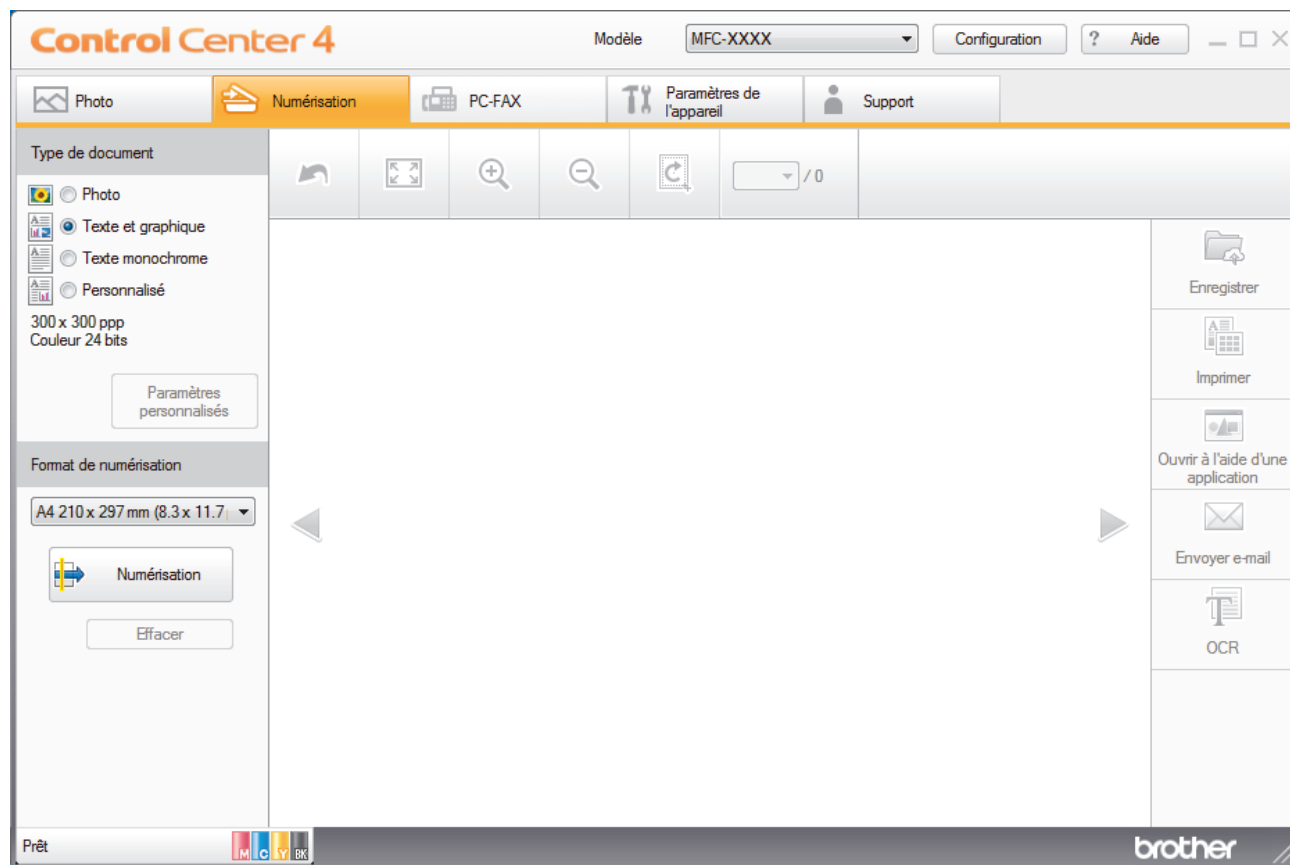 Control Center 4
Modèle
MFC-XXXX
Configuration
? Aide
Photo
Numérisation
PC-FAX
Paramètres de
l'appareil
Support
Type de document
Photo
Texte et graphique
Texte monochrome
Personnalisé
300 x 300 ppp
Couleur 24 bits
Paramètres
personnalisés
Format de numérisation
A4 210 x 297 mm (8.3 x 11.7
Numérisation
Effacer
/ 0
Enregistrer
Imprimer
Ouvrir à l'aide d'une
application
Envoyer e-mail
OCR
Prêt
M C Y BK
brother